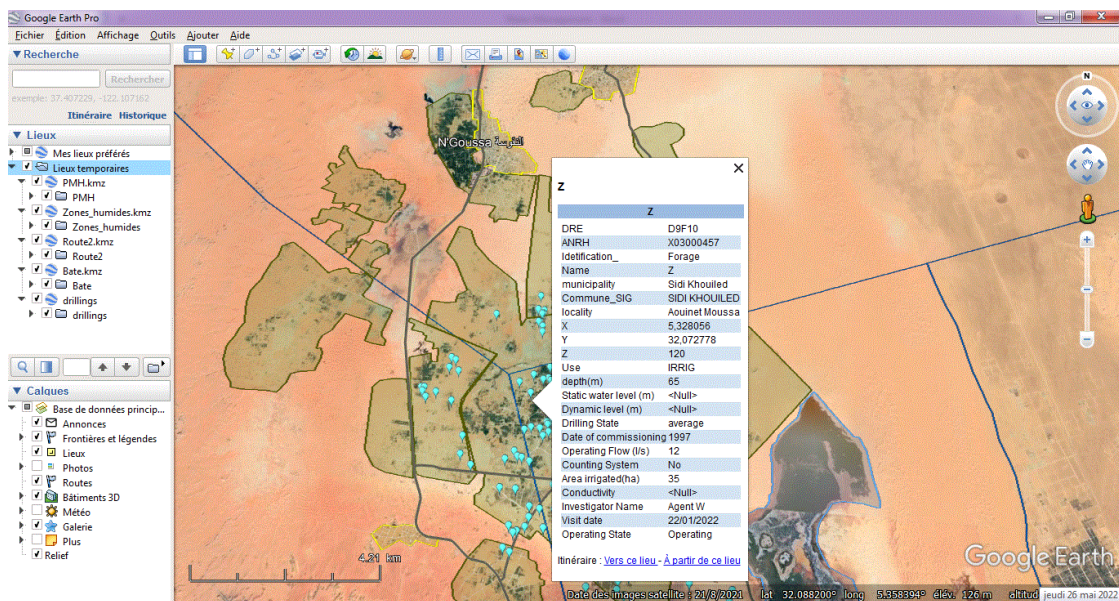 Google Earth Pro
Fichier Édition Affichage Outils Ajouter Aide
Recherche
Rechercher
exemple: 37.407229, -122.107162
Itinéraire Historique
Lieux
Mes lieux préférés
Lieux temporaires
PMH.kmz
PMH
Zones_humides.kmz
Zones_humides
Route2.kmz
Route2
Bate.kmz
Bate
drillings
drillings
Calques
Base de données princip...
Annonces
Frontières et légendes
Lieux
Photos
Routes
Bâtiments 3D
Météo
Galerie
Plus
Relief
N
N'Goussa النقوسة
Z
Z
DRE D9F10
ANRH X03000457
Idetification_ Forage
Name Z
municipality Sidi Khouiled
Commune_SIG SIDI KHOUILED
locality Aouinet Moussa
X 5,328056
Y 32,072778
Z 120
Use IRRIG
depth(m) 65
Static water level (m) <Null>
Dynamic level (m) <Null>
Drilling State average
Date of commissioning 1997
Operating Flow (l/s) 12
Counting System No
Area irrigated(ha) 35
Conductivity <Null>
Investigator Name Agent W
Visit date 22/01/2022
Operating State Operating
Itinéraire : Vers ce lieu - À partir de ce lieu
4.21 km
Google Earth
Date des images satellite : 21/8/2021 lat 32.088200° long 5.358394° élév. 126 m altitud
jeudi 26 mai 2022